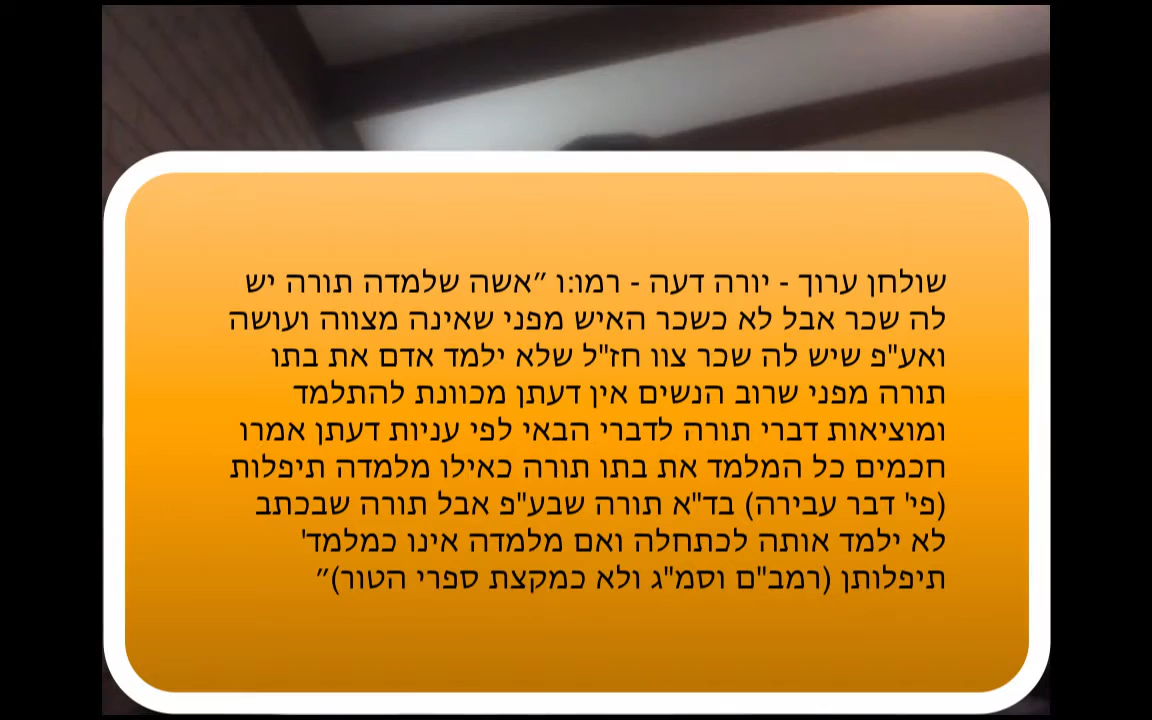 שולחן ערוך - יורה דעה - רמו:ו ״אשה שלמדה תורה יש
לה שכר אבל לא כשכר האיש מפני שאינה מצווה ועושה
ואע"פ שיש לה שכר צוו חז"ל שלא ילמד אדם את בתו
תורה מפני שרוב הנשים אין דעתן מכוונת להתלמד
ומוציאות דברי תורה לדברי הבאי לפי עניות דעתן אמרו
חכמים כל המלמד את בתו תורה כאילו מלמדה תיפלות
(פי' דבר עבירה) בד"א תורה שבע"פ אבל תורה שבכתב
לא ילמד אותה לכתחלה ואם מלמדה אינו כמלמד'
תיפלותן (רמב"ם וסמ"ג ולא כמקצת ספרי הטור)״